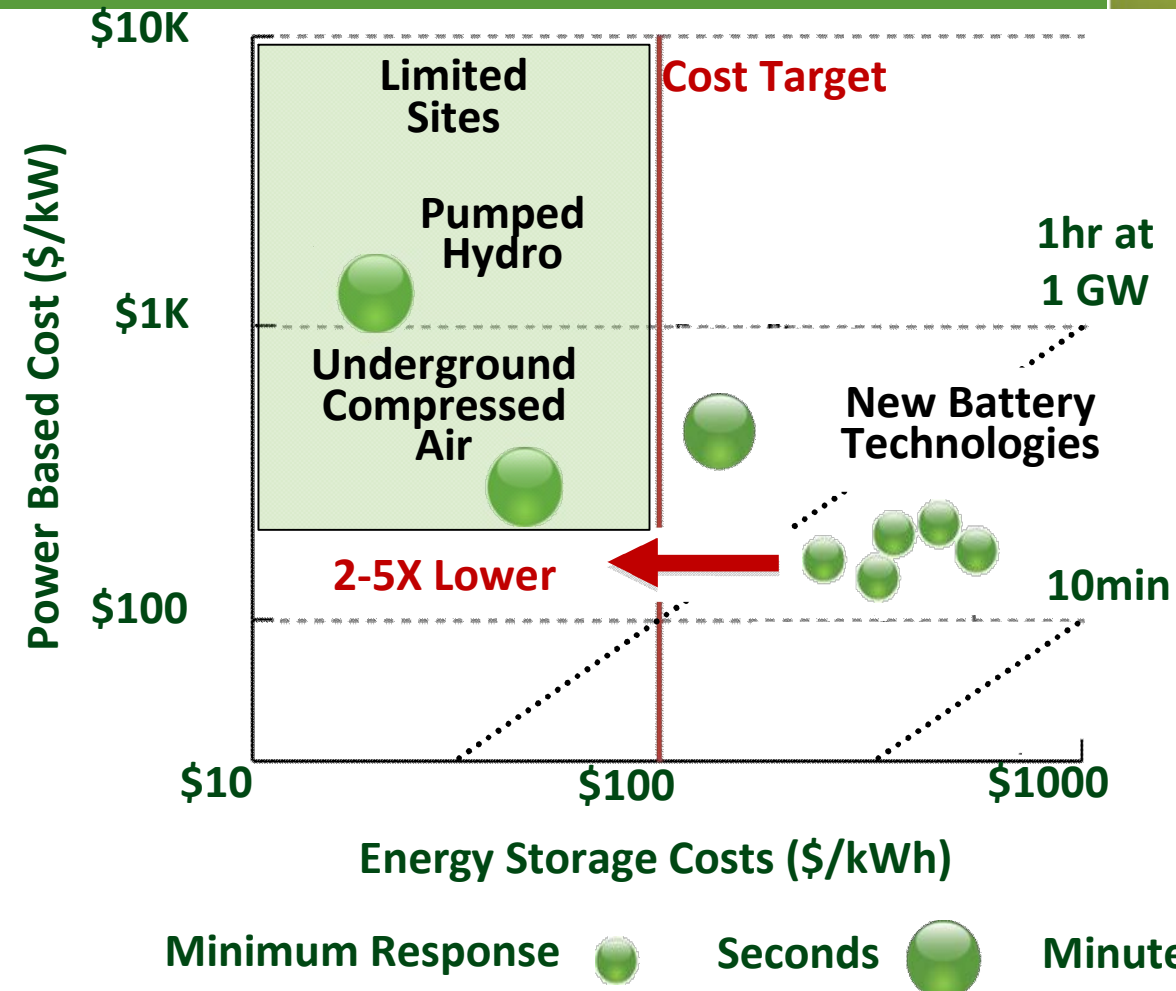 $10K
Limited
Sites
Cost Target
Pumped
Hydro
1hr at
1 GW
Power Based Cost ($/kW)
$1K
Underground
Compressed
Air
New Battery
Technologies
2-5X Lower
10min
$100
$10
$100
$1000
Energy Storage Costs ($/kWh)
Minimum Response
Seconds
Minute